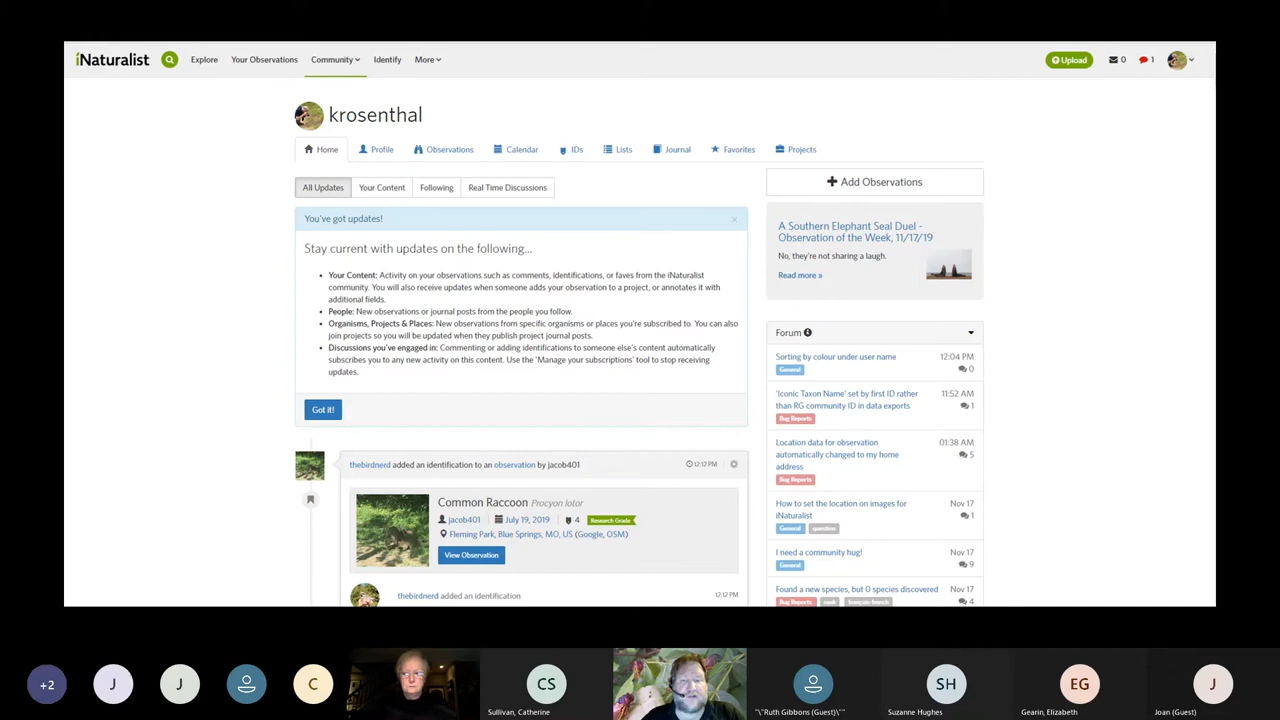 iNaturalist Explore Your Observations Community Identify More Upload 0 1
krosenthal
Home Profile Observations Calendar IDs Lists Journal Favorites Projects
All Updates Your Content Following Real Time Discussions
You've got updates! ×
Stay current with updates on the following...
Your Content: Activity on your observations such as comments, identifications, or faves from the iNaturalist
community. You will also receive updates when someone adds your observation to a project, or annotates it with
additional fields.
People: New observations or journal posts from the people you follow.
Organisms, Projects & Places: New observations from specific organisms or places you're subscribed to. You can also
join projects so you will be updated when they publish project journal posts.
Discussions you've engaged in: Commenting or adding identifications to someone else's content automatically
subscribes you to any new activity on this content. Use the 'Manage your subscriptions' tool to stop receiving
updates.
Got it!
thebirdnerd added an identification to an observation by jacob401 12:12 PM
Common Raccoon Procyon lotor
jacob401 July 19, 2019 4 Research Grade
Fleming Park, Blue Springs, MO, US (Google, OSM)
View Observation
thebirdnerd added an identification 12:12 PM
Add Observations
A Southern Elephant Seal Duel -
Observation of the Week, 11/17/19
No, they're not sharing a laugh.
Read more »
Forum
Sorting by colour under user name 12:04 PM
General 0
'Iconic Taxon Name' set by first ID rather 11:52 AM
than RG community ID in data exports 1
Bug Reports
Location data for observation 01:38 AM
automatically changed to my home 5
address
Bug Reports
How to set the location on images for Nov 17
iNaturalist 1
General question
I need a community hug! Nov 17
General 9
Found a new species, but 0 species discovered Nov 17
Bug Reports seek français-french 4
+2 J J C CS SH EG J
Sullivan, Catherine "\"Ruth Gibbons (Guest)\"" Suzanne Hughes Gearin, Elizabeth Joan (Guest)